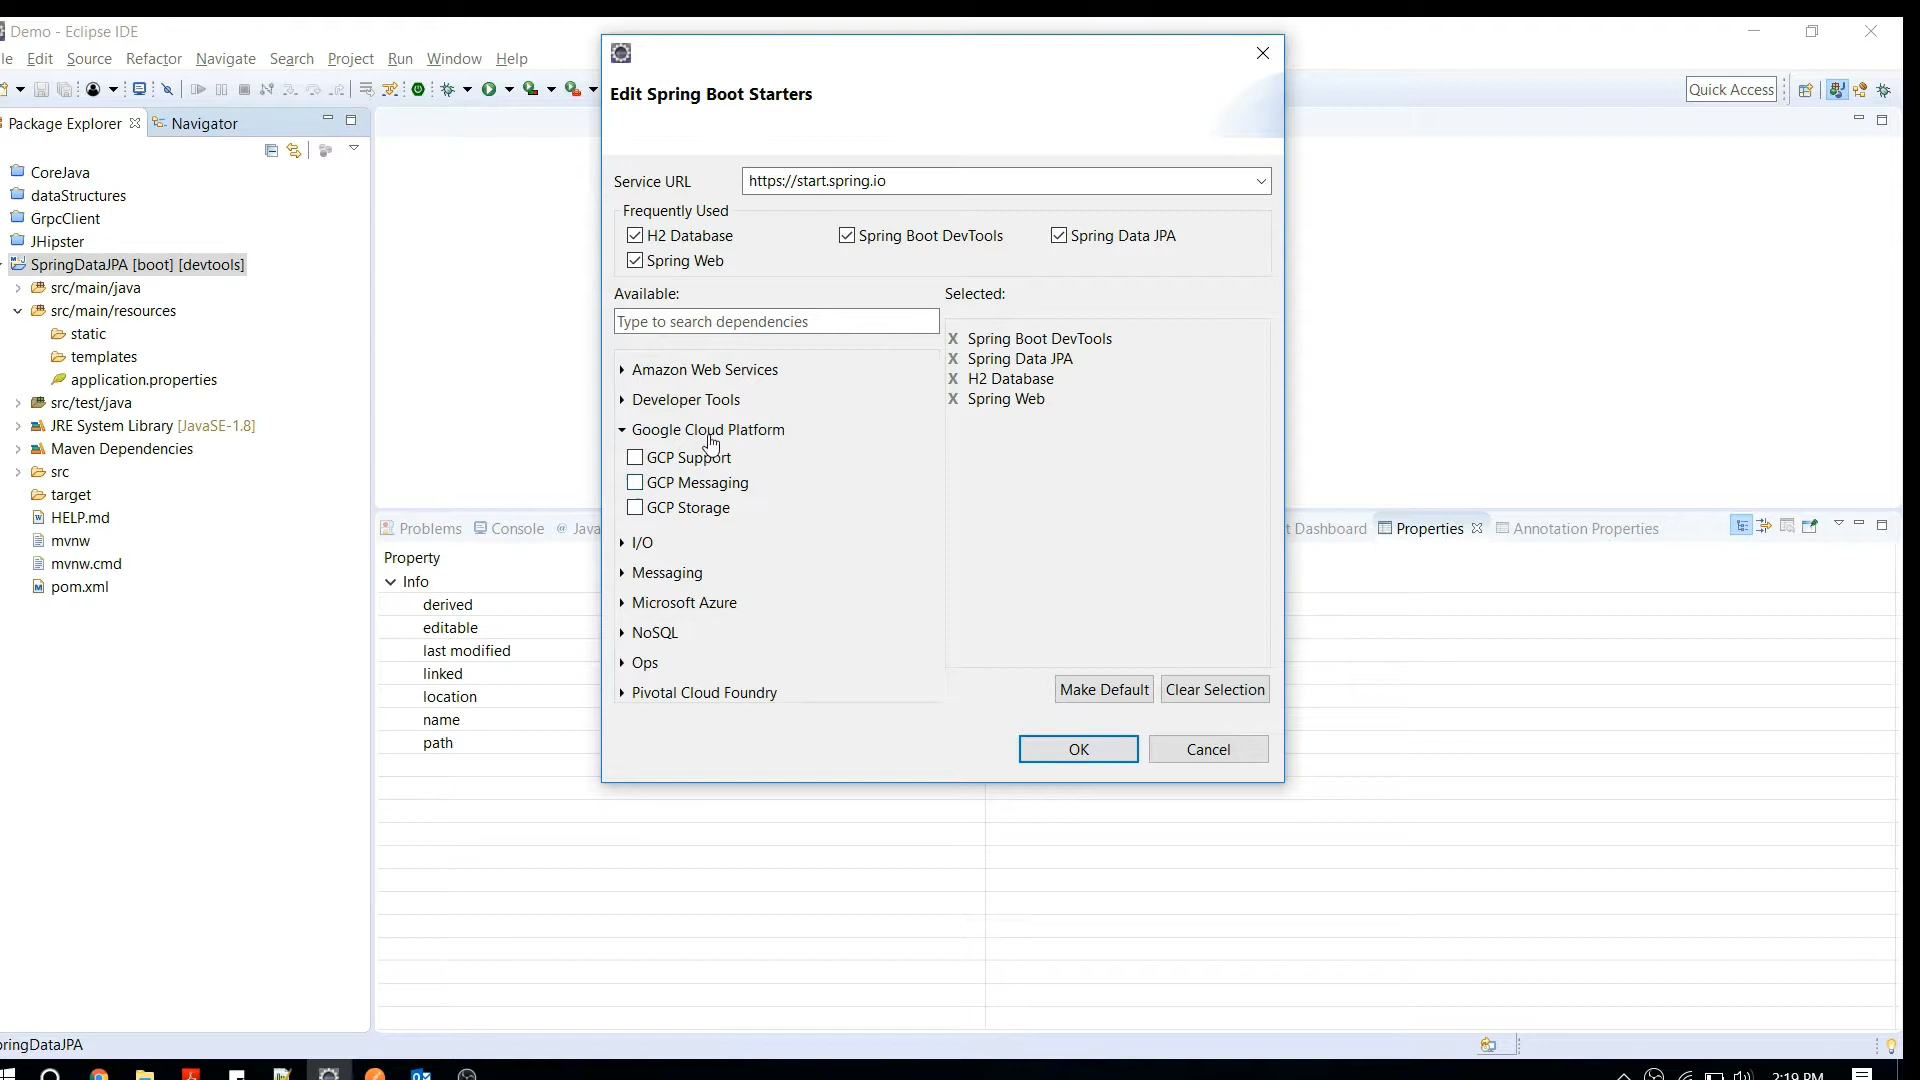 Demo - Eclipse IDE
le Edit Source Refactor Navigate Search Project Run Window Help
Quick Access
Package Explorer
Navigator
CoreJava
dataStructures
GrpcClient
JHipster
SpringDataJPA [boot] [devtools]
src/main/java
src/main/resources
static
templates
application.properties
src/test/java
JRE System Library [JavaSE-1.8]
Maven Dependencies
src
target
HELP.md
mvnw
mvnw.cmd
pom.xml
Edit Spring Boot Starters
Service URL
https://start.spring.io
Frequently Used
H2 Database
Spring Boot DevTools
Spring Data JPA
Spring Web
Available:
Selected:
Type to search dependencies
Amazon Web Services
Developer Tools
Google Cloud Platform
GCP Support
GCP Messaging
GCP Storage
I/O
Messaging
Microsoft Azure
NoSQL
Ops
Pivotal Cloud Foundry
X Spring Boot DevTools
X Spring Data JPA
X H2 Database
X Spring Web
Make Default
Clear Selection
OK
Cancel
Problems
Console
@ Java
t Dashboard
Properties
Annotation Properties
Property
Info
derived
editable
last modified
linked
location
name
path
pringDataJPA
2:19 PM